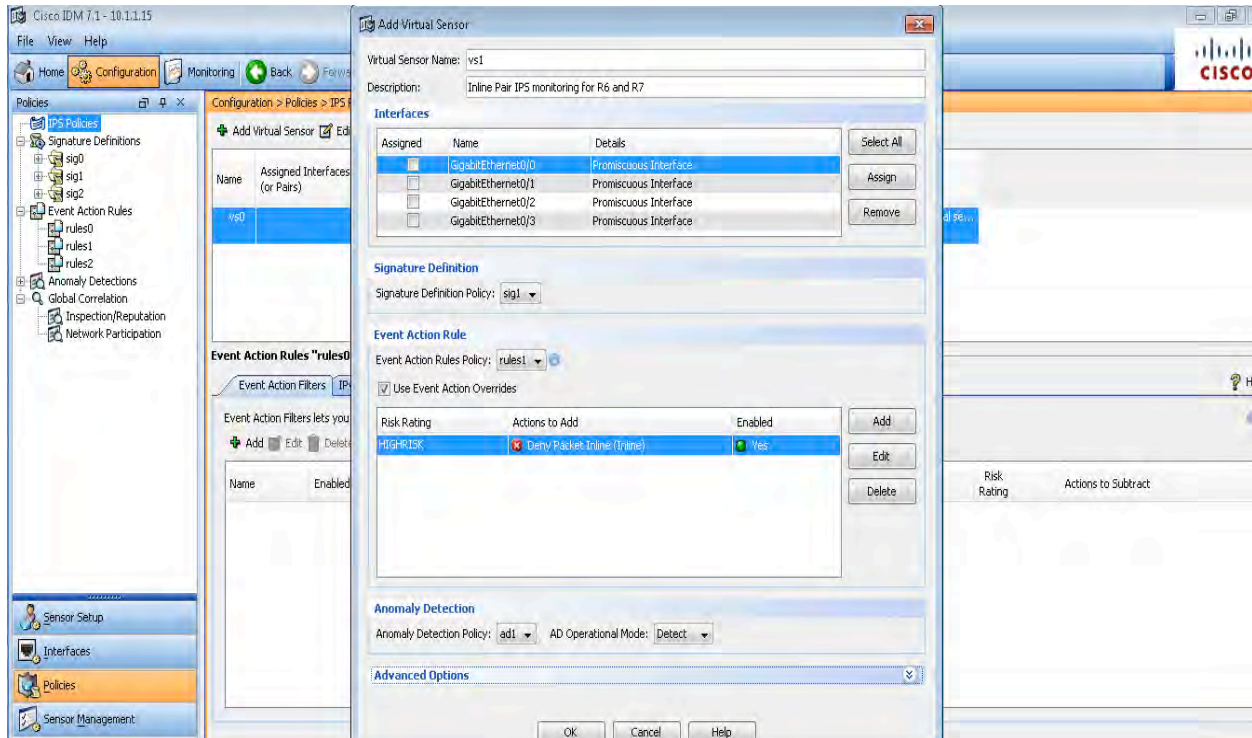 Cisco IDM 7.1 - 10.1.1.15
File View Help
Home Configuration Monitoring Back
CISCO
Policies
IPS Policies
Signature Definitions
sig0
sig1
sig2
Event Action Rules
rules0
rules1
rules2
Anomaly Detections
Global Correlation
Inspection/Reputation
Network Participation
Sensor Setup
Interfaces
Policies
Sensor Management
Configuration > Policies > IPS
Add Virtual Sensor Edi
Name Assigned Interfaces (or Pairs)
vs0
Event Action Rules "rules0
Event Action Filters
Event Action Filters lets you
Add Edit Delete
Name Enabled
Risk Rating Actions to Subtract
Add Virtual Sensor
Virtual Sensor Name: vs1
Description: Inline Pair IPS monitoring for R6 and R7
Interfaces
Assigned Name Details
GigabitEthernet0/0 Promiscuous Interface
GigabitEthernet0/1 Promiscuous Interface
GigabitEthernet0/2 Promiscuous Interface
GigabitEthernet0/3 Promiscuous Interface
Select All
Assign
Remove
Signature Definition
Signature Definition Policy: sig1
Event Action Rule
Event Action Rules Policy: rules1
Use Event Action Overrides
Risk Rating Actions to Add Enabled
HIGHRISK Deny Packet Inline (Inline) Yes
Add
Edit
Delete
Anomaly Detection
Anomaly Detection Policy: ad1 AD Operational Mode: Detect
Advanced Options
OK Cancel Help